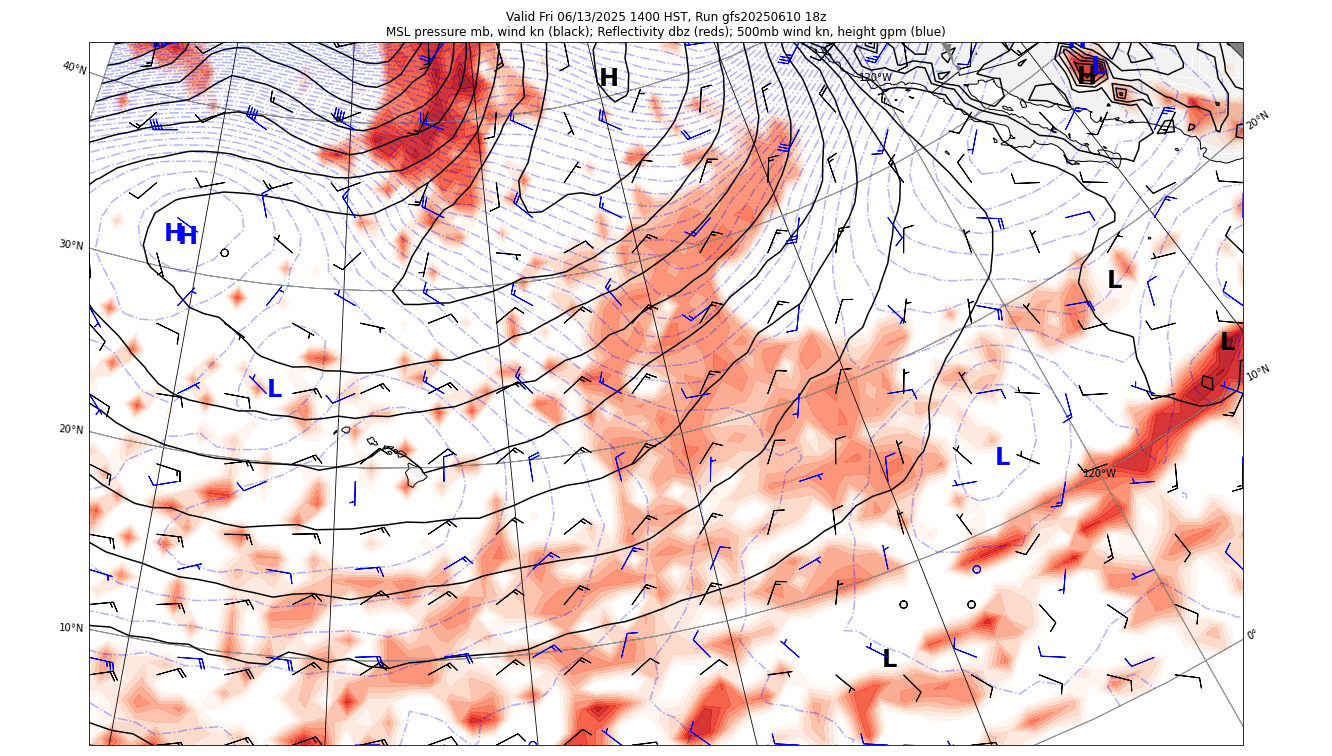 Valid Fri 06/13/2025 1400 HST, Run gfs20250610 18z
MSL pressure mb, wind kn (black); Reflectivity dbz (reds); 500mb wind kn, height gpm (blue)
40°N
H
120°W
H
L
20°N
30°N
H
H
L
L
10°N
L
20°N
L
120°W
10°N
L
0°